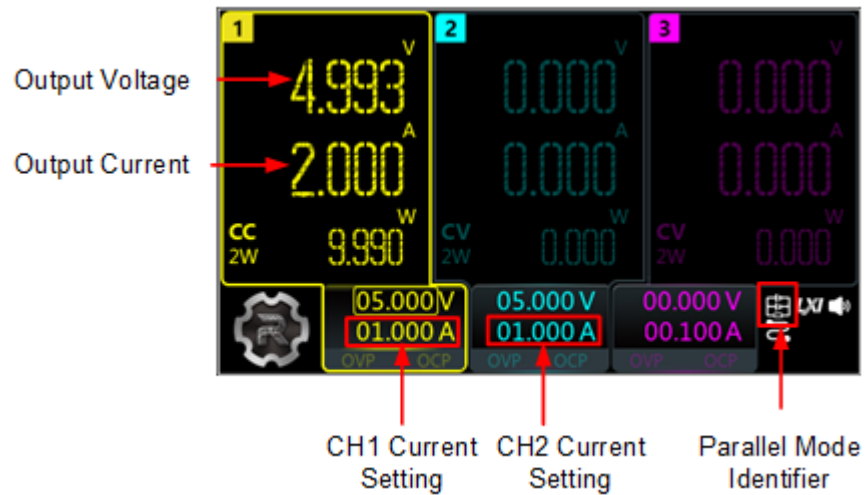 1
2
3
V
V
V
Output Voltage
4.993
0.000
0.000
A
A
A
Output Current
2.000
0.000
0.000
W
W
W
CC
CV
CV
2W
9.990
2W
0.000
2W
0.000
05.000 V
05.000 V
00.000 V
LXI
01.000 A
01.000 A
00.100 A
OVP OCP
OVP OCP
OVP OCP
CH1 Current
Setting
CH2 Current
Setting
Parallel Mode
Identifier